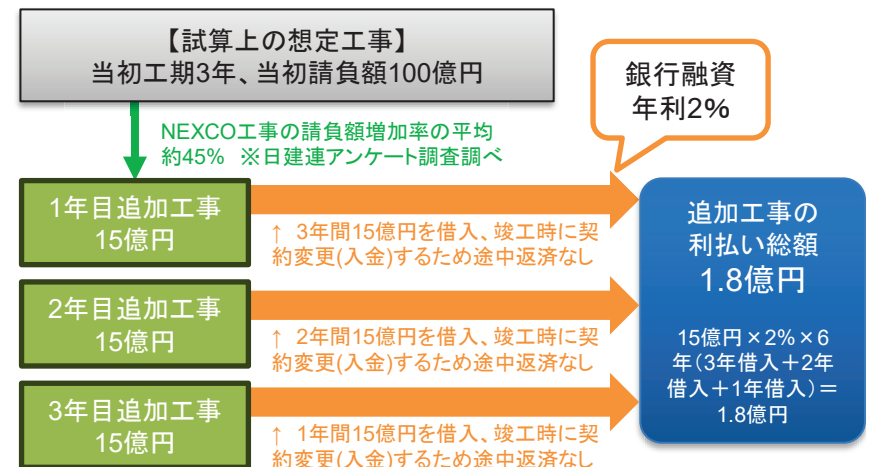 【試算上の想定工事】
当初工期3年、当初請負額100億円
銀行融資
年利2%
NEXCO工事の請負額増加率の平均
約45% ※日建連アンケート調査調べ
1年目追加工事
15億円
↑ 3年間15億円を借入、竣工時に契
約変更(入金)するため途中返済なし
2年目追加工事
15億円
↑ 2年間15億円を借入、竣工時に契
約変更(入金)するため途中返済なし
3年目追加工事
15億円
↑ 1年間15億円を借入、竣工時に契
約変更(入金)するため途中返済なし
追加工事の
利払い総額
1.8億円
15億円×2%×6
年(3年借入+2年
借入+1年借入)=
1.8億円